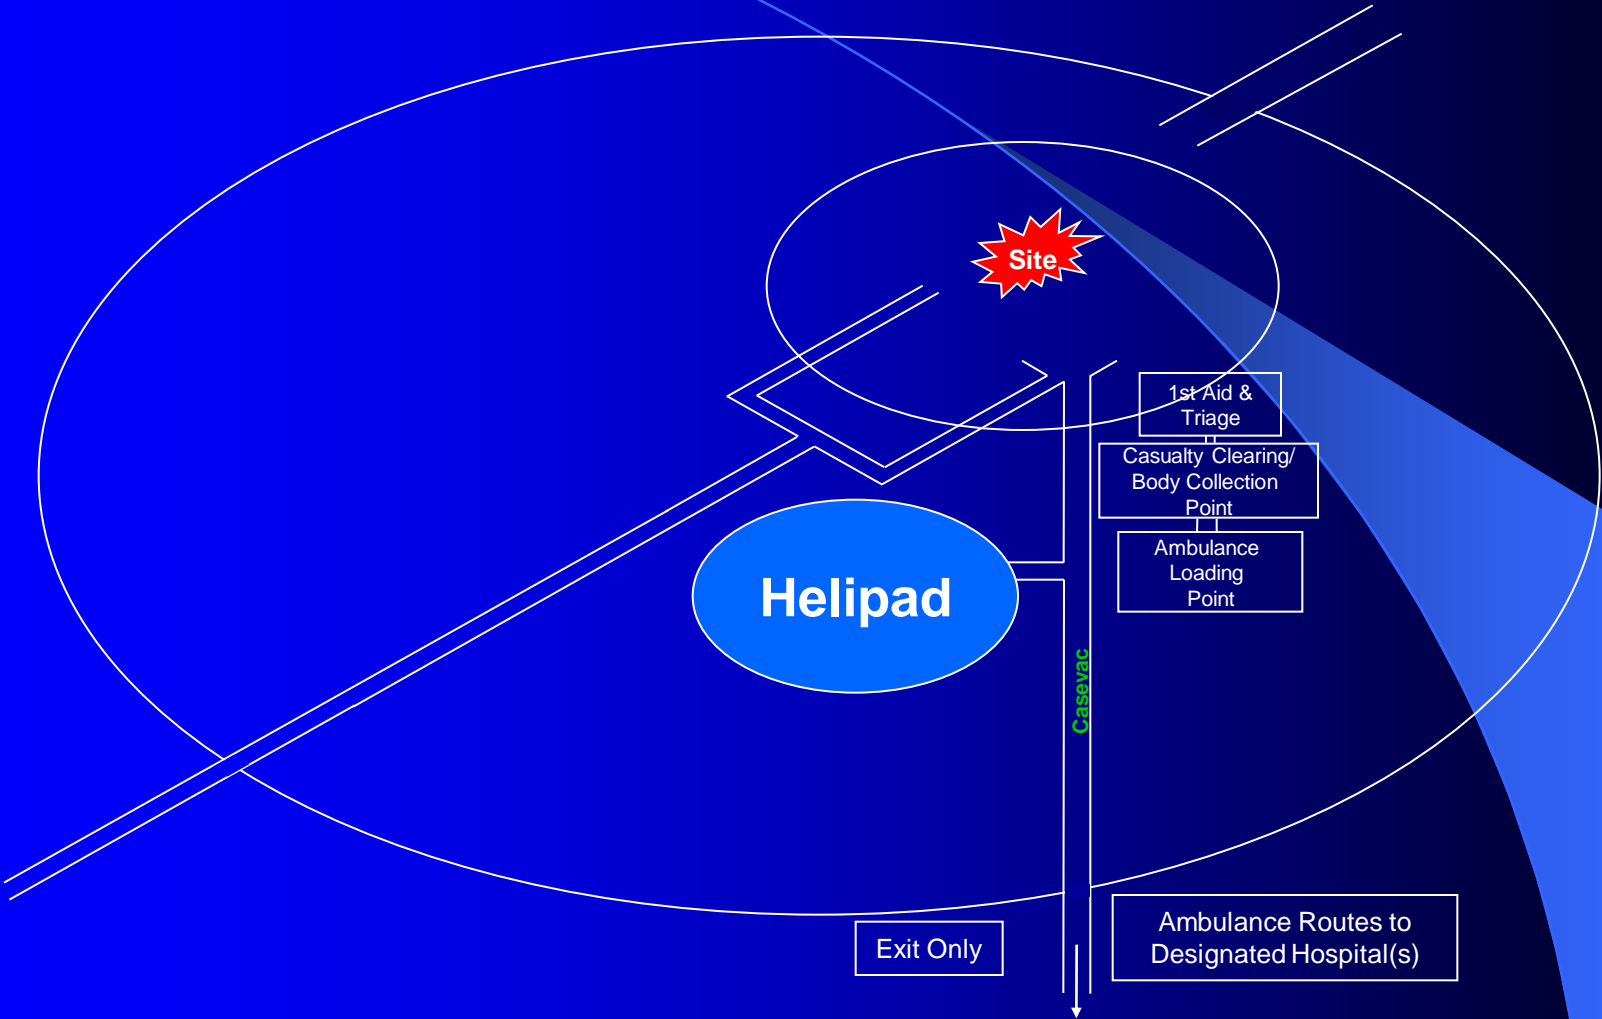 Site
1st Aid &
Triage
Casualty Clearing/
Body Collection
Point
Ambulance
Loading
Point
Helipad
Casevac
Exit Only
Ambulance Routes to
Designated Hospital(s)